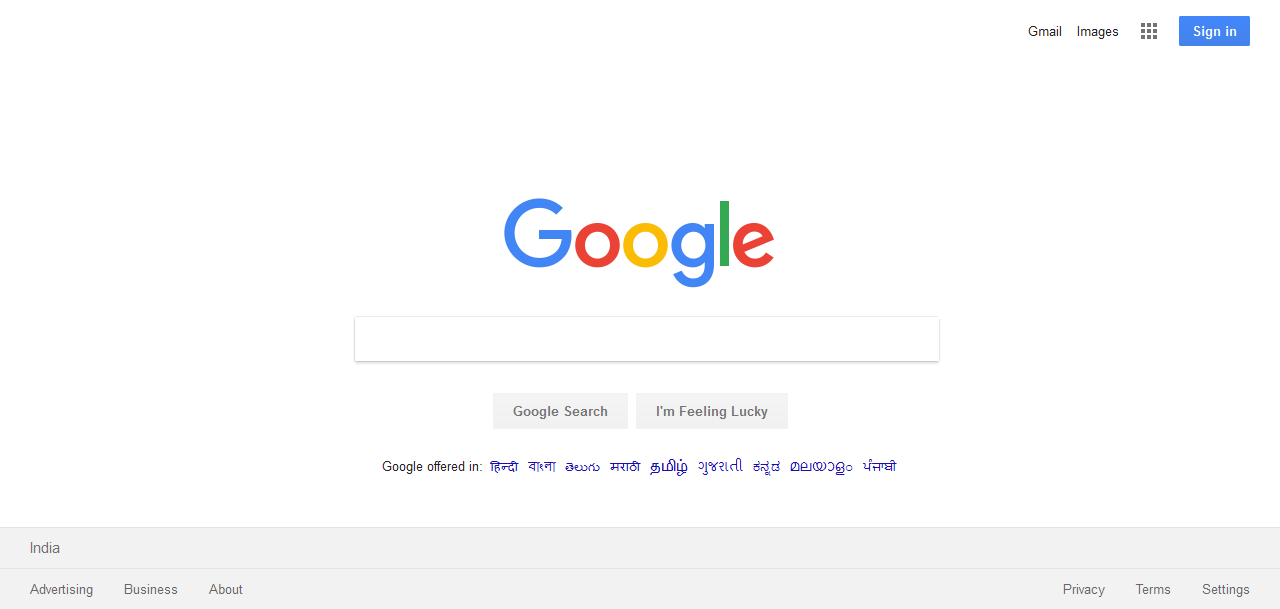 Gmail Images Sign in
Google
Google Search I'm Feeling Lucky
Google offered in: हिन्दी বাংলা తెలుగు मराठी தமிழ் ગુજરાતી ಕನ್ನಡ മലയാളം ਪੰਜਾਬੀ
India
Advertising Business About Privacy Terms Settings